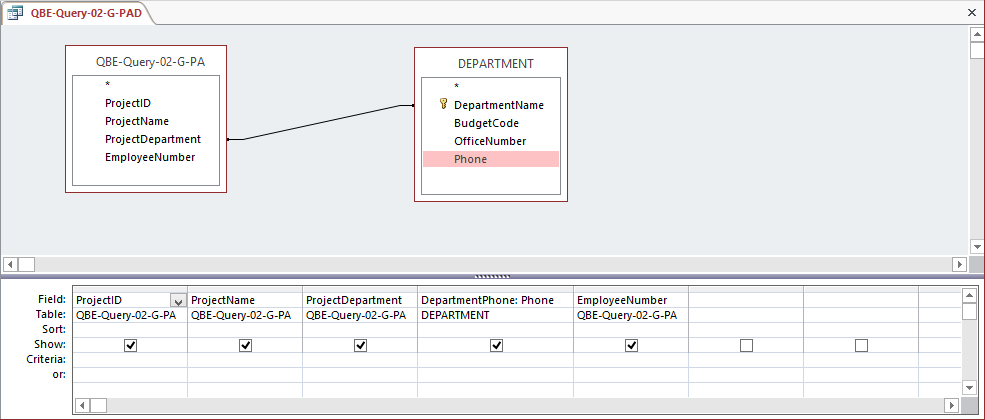 QBE-Query-02-G-PAD
QBE-Query-02-G-PA
*
ProjectID
ProjectName
ProjectDepartment
EmployeeNumber
DEPARTMENT
*
DepartmentName
BudgetCode
OfficeNumber
Phone
Field: ProjectID ProjectName ProjectDepartment DepartmentPhone: Phone EmployeeNumber
Table: QBE-Query-02-G-PA QBE-Query-02-G-PA QBE-Query-02-G-PA DEPARTMENT QBE-Query-02-G-PA
Sort:
Show:
Criteria:
or: